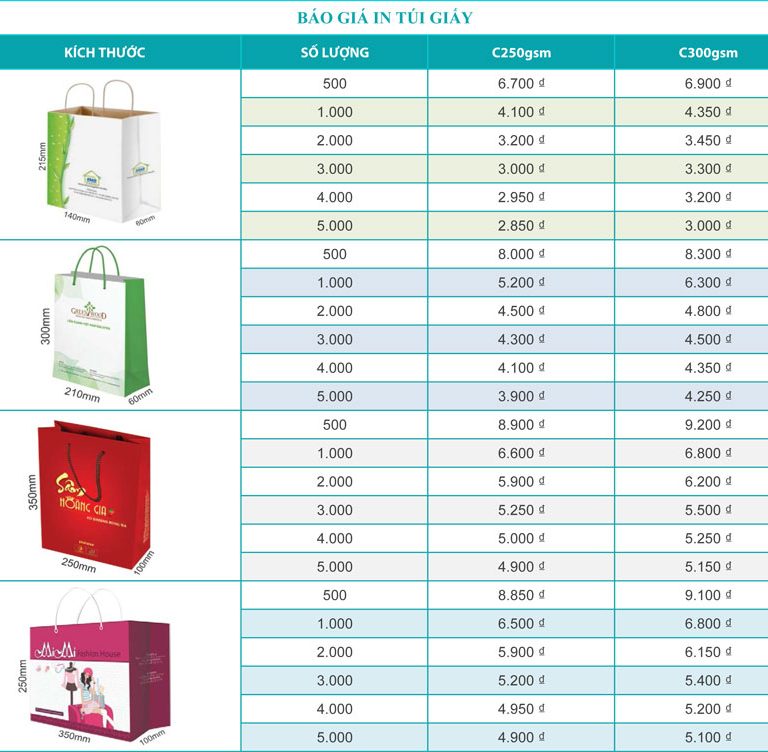 BÁO GIÁ IN TÚI GIẤY
KÍCH THƯỚC SỐ LƯỢNG C250gsm C300gsm
500 6.700 đ 6.900 đ
1.000 4.100 đ 4.350 đ
2.000 3.200 đ 3.450 đ
3.000 3.000 đ 3.300 đ
4.000 2.950 đ 3.200 đ
5.000 2.850 đ 3.000 đ
215mm
140mm
60mm
500 8.000 đ 8.300 đ
1.000 5.200 đ 6.300 đ
2.000 4.500 đ 4.800 đ
3.000 4.300 đ 4.500 đ
4.000 4.100 đ 4.350 đ
5.000 3.900 đ 4.250 đ
GREEN WOOD
300mm
210mm
60mm
500 8.900 đ 9.200 đ
1.000 6.600 đ 6.800 đ
2.000 5.900 đ 6.200 đ
3.000 5.250 đ 5.500 đ
4.000 5.000 đ 5.250 đ
5.000 4.900 đ 5.150 đ
Sâm
HOÀNG GIA
350mm
250mm
100mm
500 8.850 đ 9.100 đ
1.000 6.500 đ 6.800 đ
2.000 5.900 đ 6.150 đ
3.000 5.200 đ 5.400 đ
4.000 4.950 đ 5.200 đ
5.000 4.900 đ 5.100 đ
MiMi Fashion House
250mm
350mm
100mm